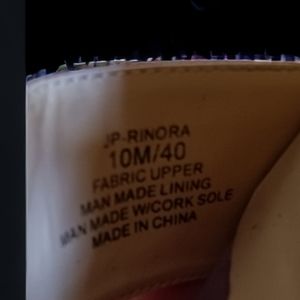 JP-RINORA
10M/40
FABRIC UPPER
MAN MADE LINING
MAN MADE W/CORK SOLE
MADE IN CHINA